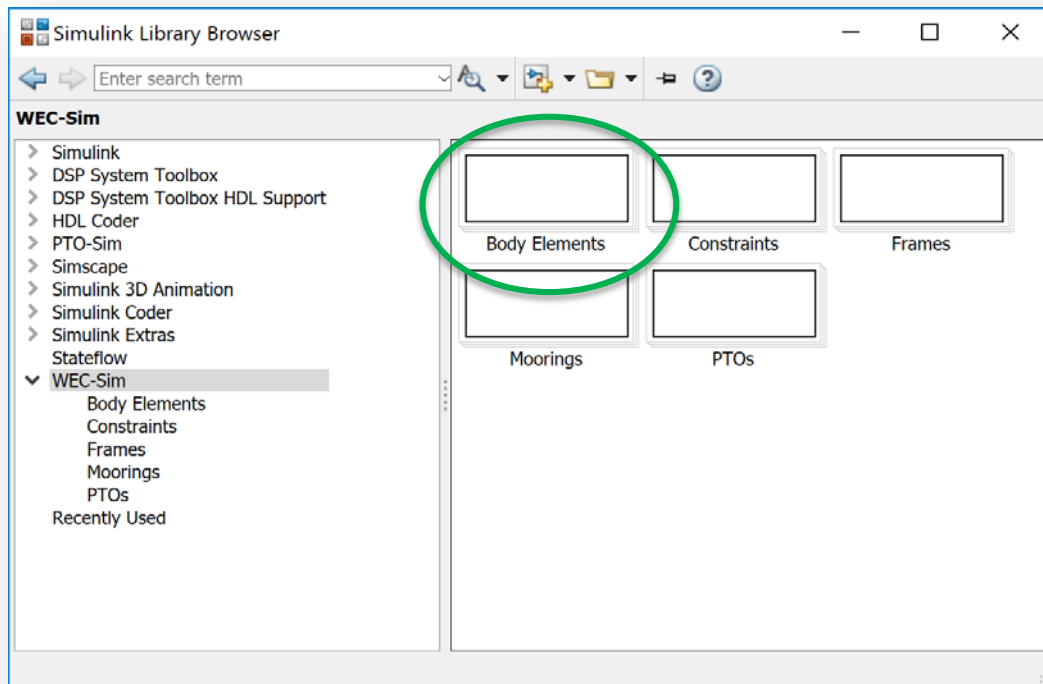 Simulink Library Browser
Enter search term
WEC-Sim
Simulink
DSP System Toolbox
DSP System Toolbox HDL Support
HDL Coder
PTO-Sim
Simscape
Simulink 3D Animation
Simulink Coder
Simulink Extras
Stateflow
WEC-Sim
Body Elements
Constraints
Frames
Moorings
PTOs
Recently Used
Body Elements
Constraints
Frames
Moorings
PTOs